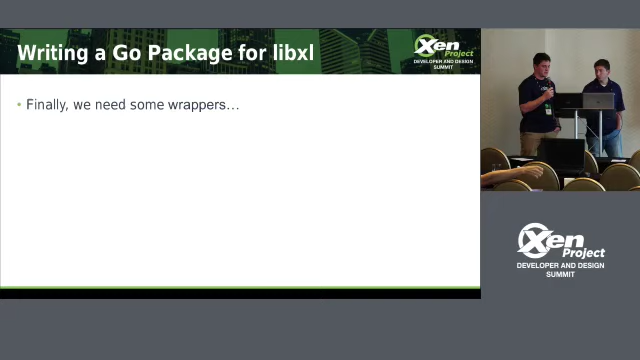 Writing a Go Package for libxl
Xen
Project
DEVELOPER AND DESIGN
SUMMIT
• Finally, we need some wrappers...
Xen
Project
DEVELOPER AND DESIGN
SUMMIT